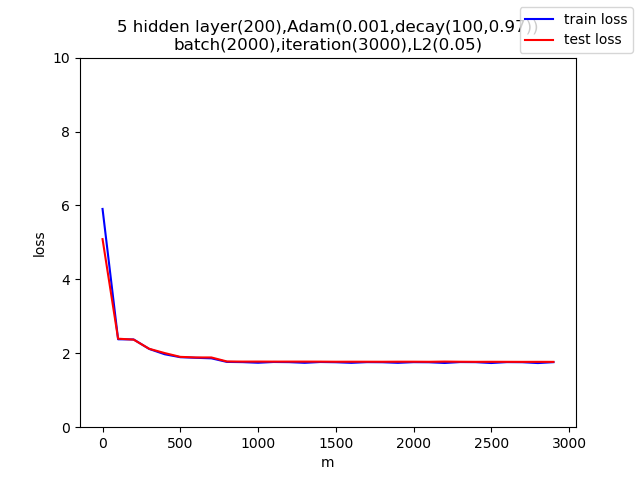 5 hidden layer(200),Adam(0.001,decay(100,0.97))
batch(2000),iteration(3000),L2(0.05)
train loss
test loss
10
8
6
4
2
0
loss
0 500 1000 1500 2000 2500 3000
m